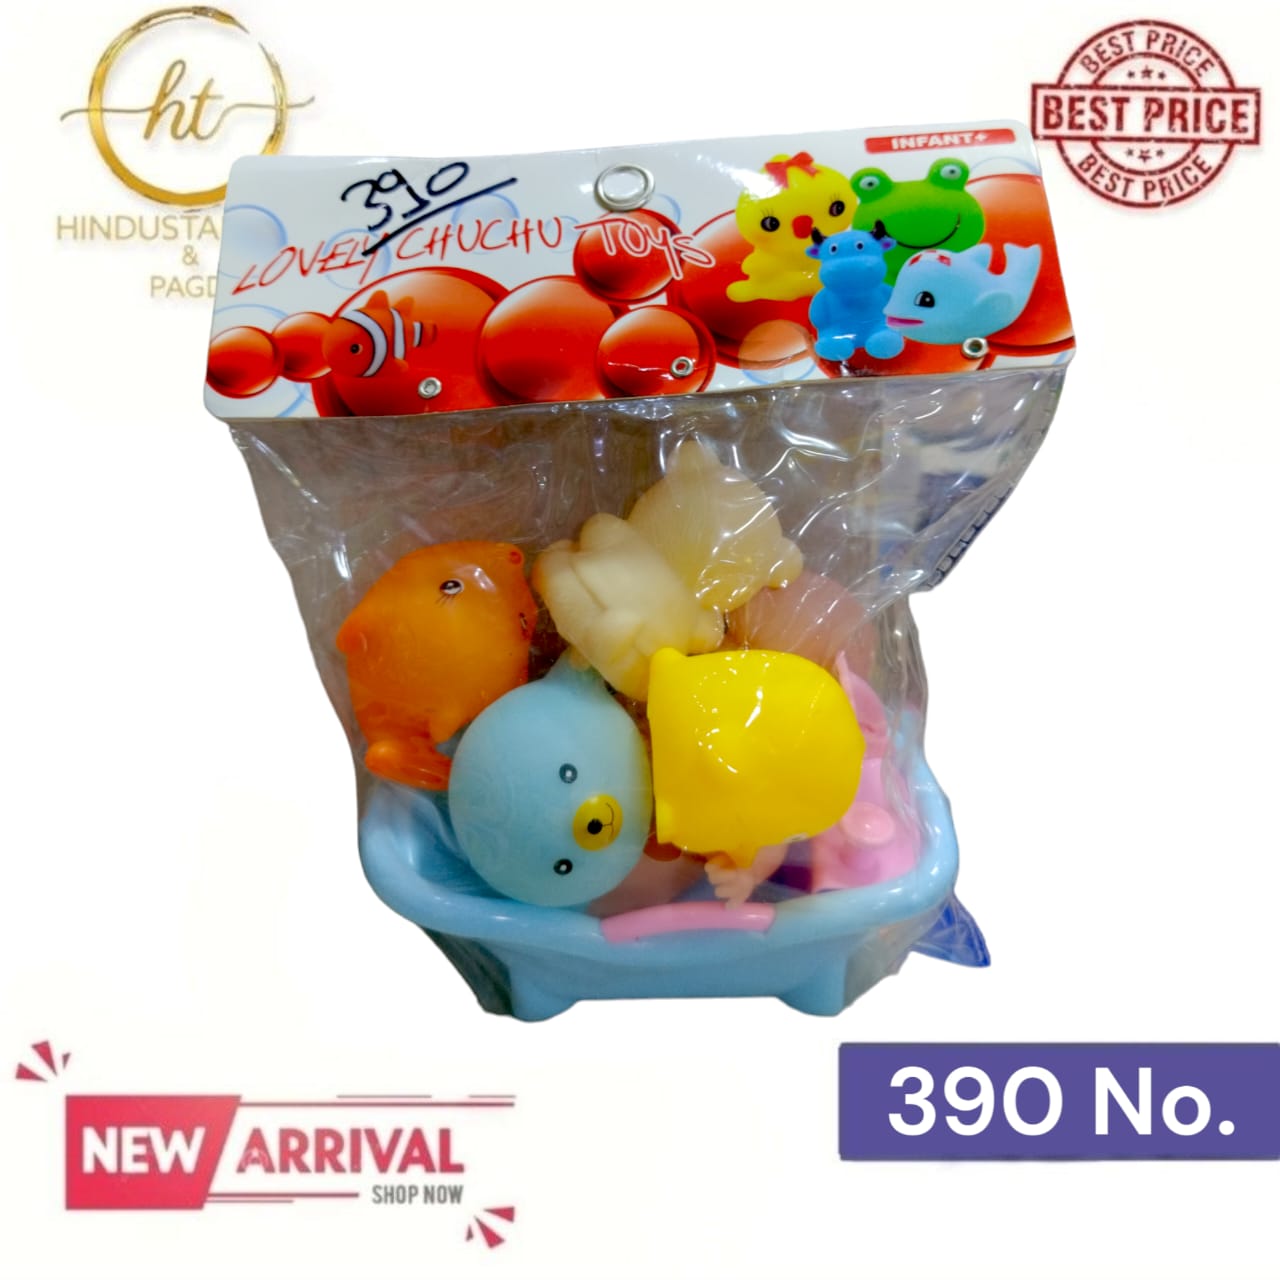 ht
HINDUSTA
&
PAGD
BEST PRICE
BEST PRICE
BEST PRICE
INFANT+
390
LOVELY CHUCHU TOYS
NEW ARRIVAL
SHOP NOW
390 No.